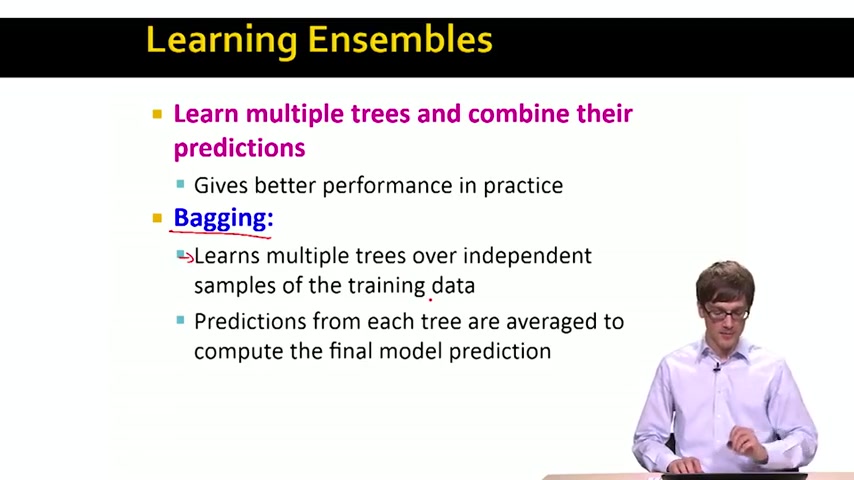 Learning Ensembles
Learn multiple trees and combine their
predictions
Gives better performance in practice
Bagging:
Learns multiple trees over independent
samples of the training data
Predictions from each tree are averaged to
compute the final model prediction